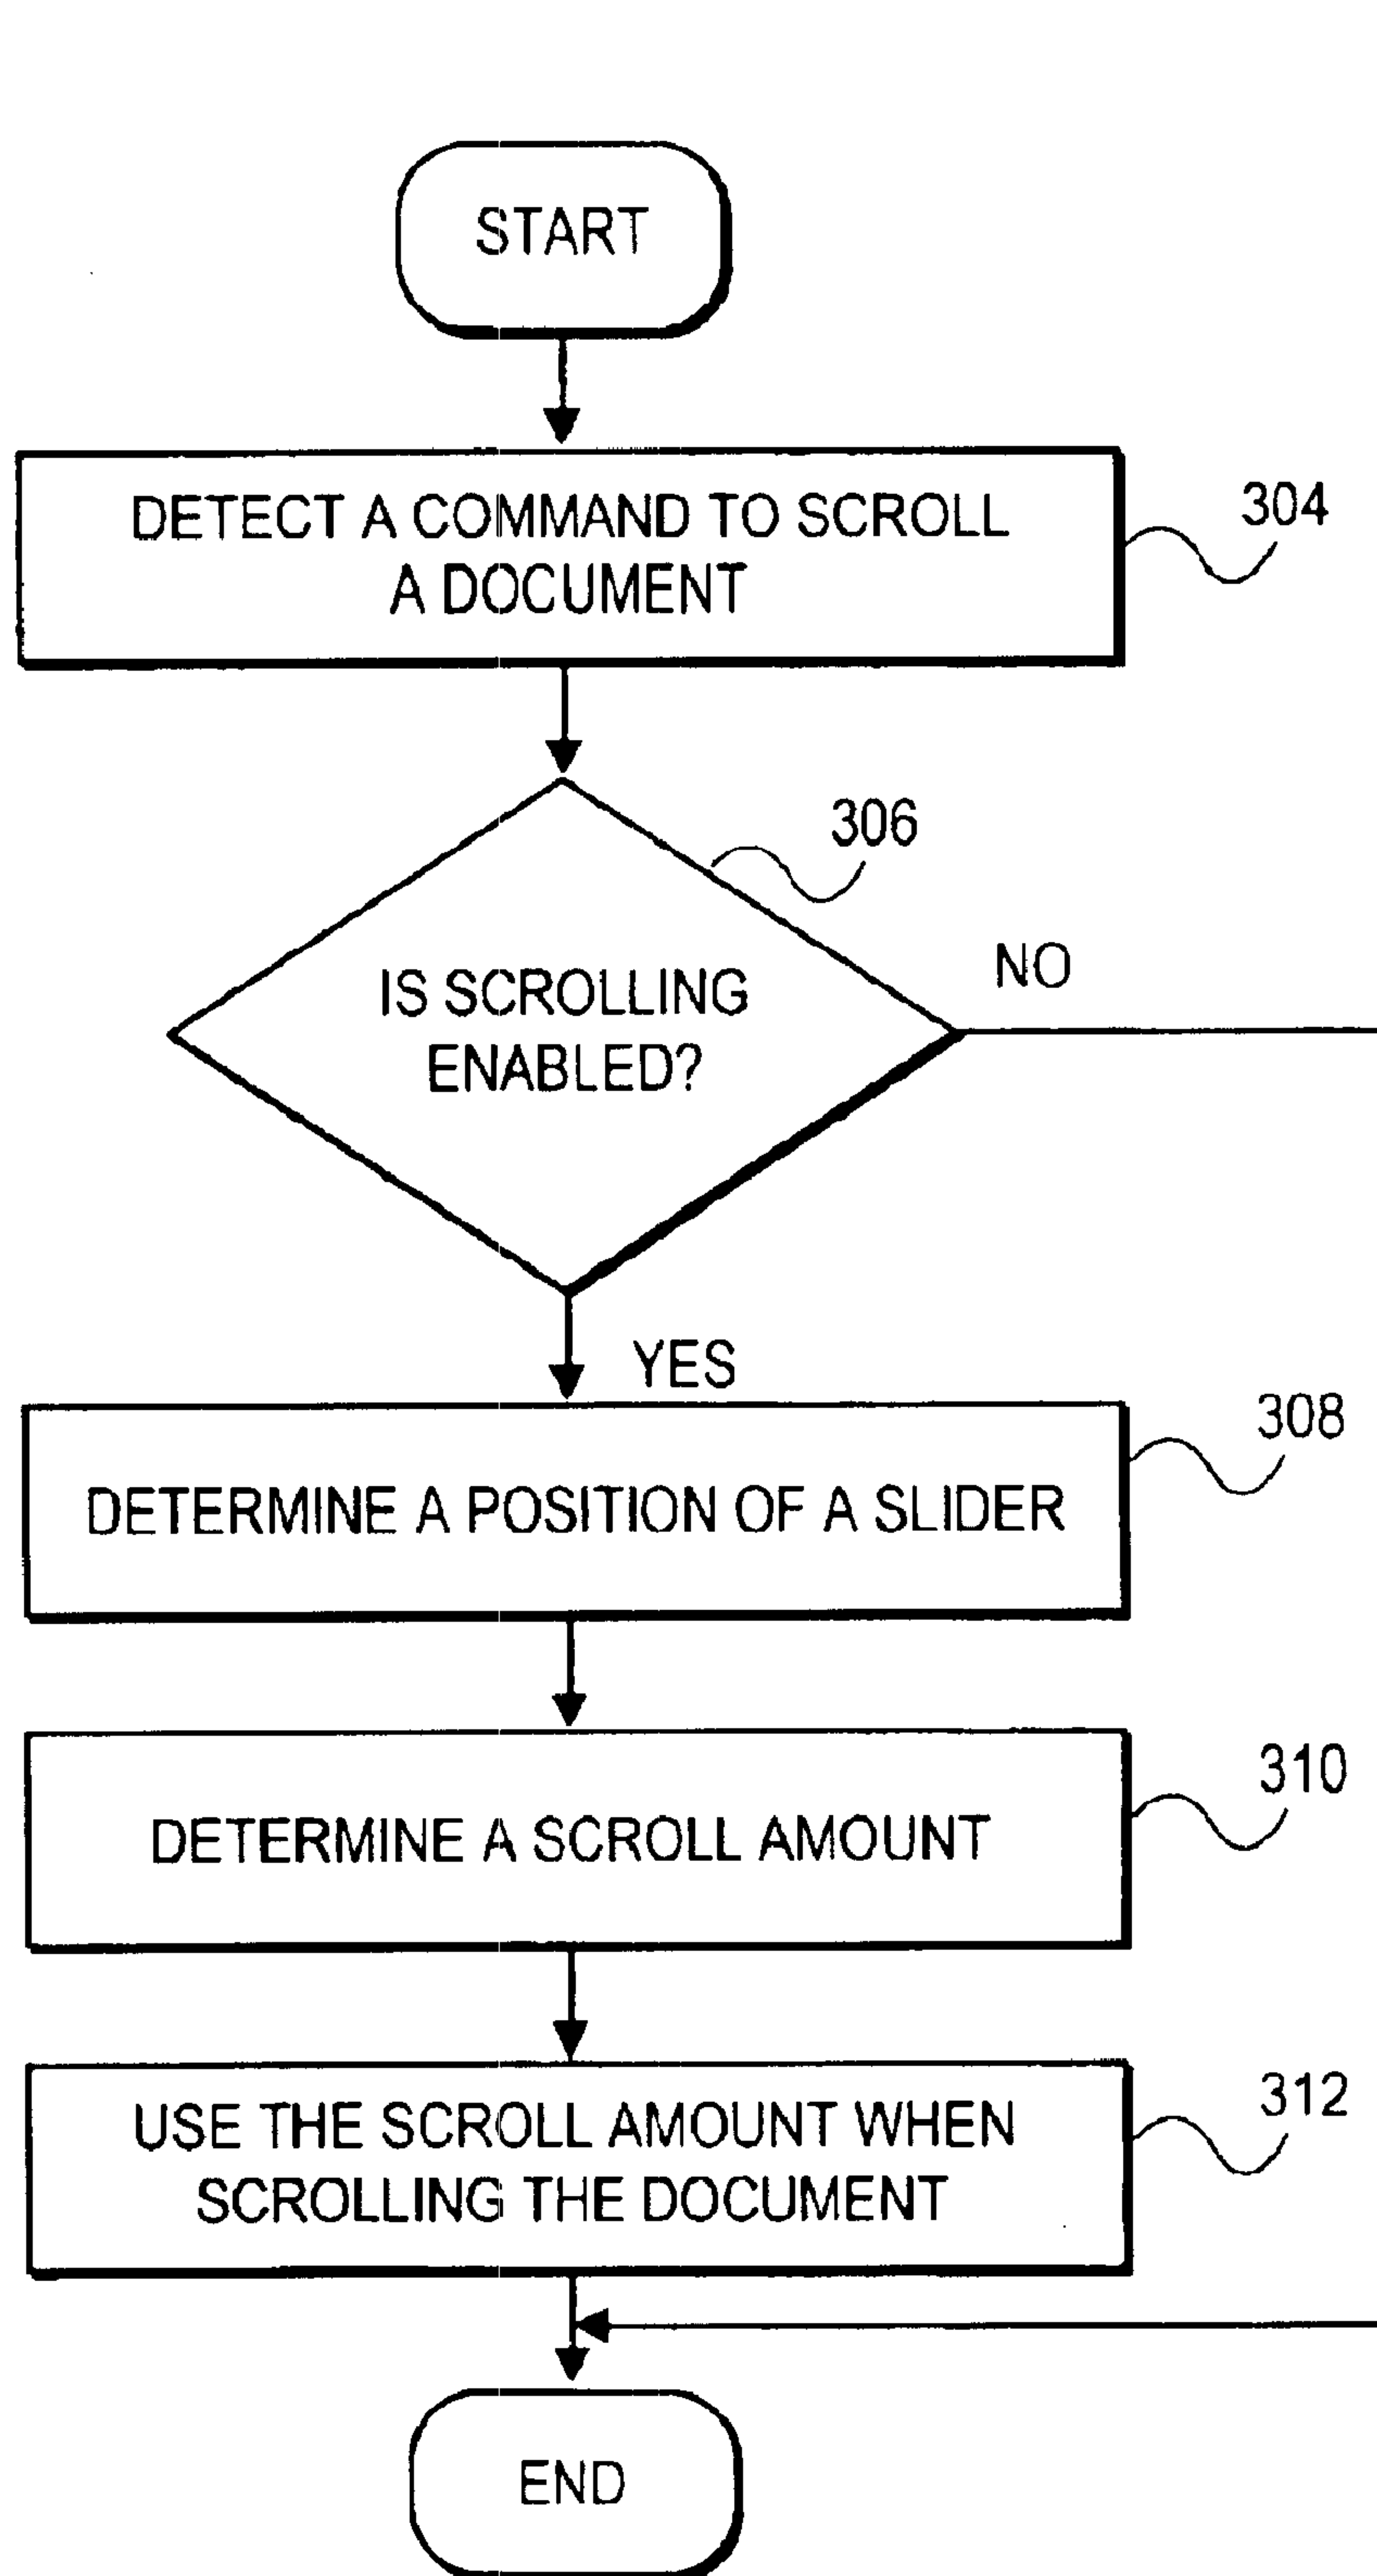 START
DETECT A COMMAND TO SCROLL
A DOCUMENT
304
306
IS SCROLLING
ENABLED?
NO
YES
308
DETERMINE A POSITION OF A SLIDER
310
DETERMINE A SCROLL AMOUNT
312
USE THE SCROLL AMOUNT WHEN
SCROLLING THE DOCUMENT
END